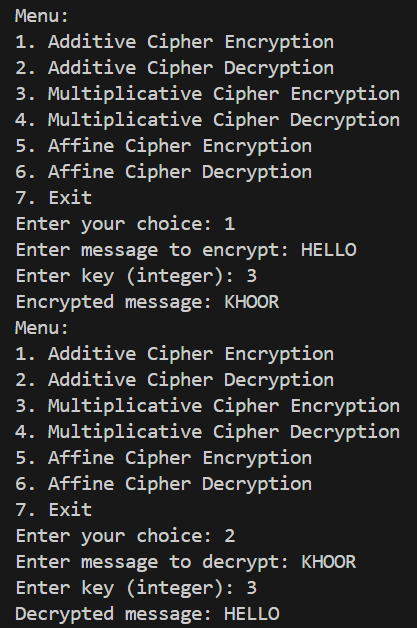 Menu:
1. Additive Cipher Encryption
2. Additive Cipher Decryption
3. Multiplicative Cipher Encryption
4. Multiplicative Cipher Decryption
5. Affine Cipher Encryption
6. Affine Cipher Decryption
7. Exit
Enter your choice: 1
Enter message to encrypt: HELLO
Enter key (integer): 3
Encrypted message: KHOOR
Menu:
1. Additive Cipher Encryption
2. Additive Cipher Decryption
3. Multiplicative Cipher Encryption
4. Multiplicative Cipher Decryption
5. Affine Cipher Encryption
6. Affine Cipher Decryption
7. Exit
Enter your choice: 2
Enter message to decrypt: KHOOR
Enter key (integer): 3
Decrypted message: HELLO